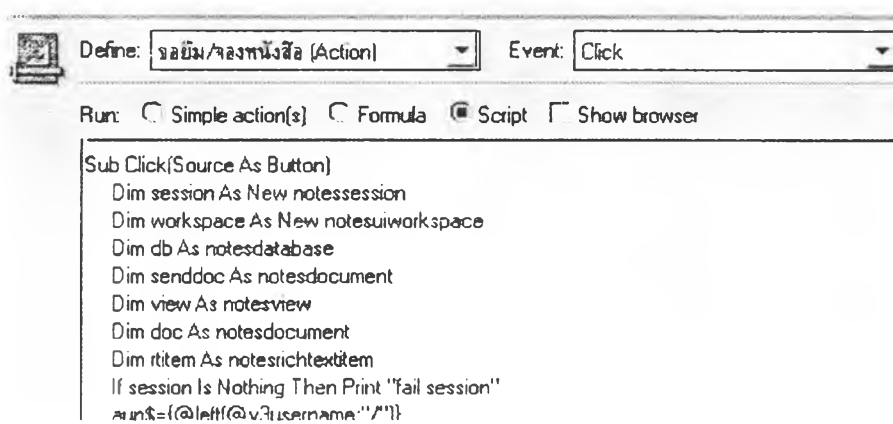 Define: ขอยืม/จองหนังสือ (Action) Event: Click
Run: Simple action(s) Formula Script Show browser
Sub Click(Source As Button)
Dim session As New notessession
Dim workspace As New notesuiworkspace
Dim db As notesdatabase
Dim senddoc As notesdocument
Dim view As notesview
Dim doc As notesdocument
Dim rtitem As notesrichtextitem
If session Is Nothing Then Print "fail session"
aun$={@left(@v3username;"/")}